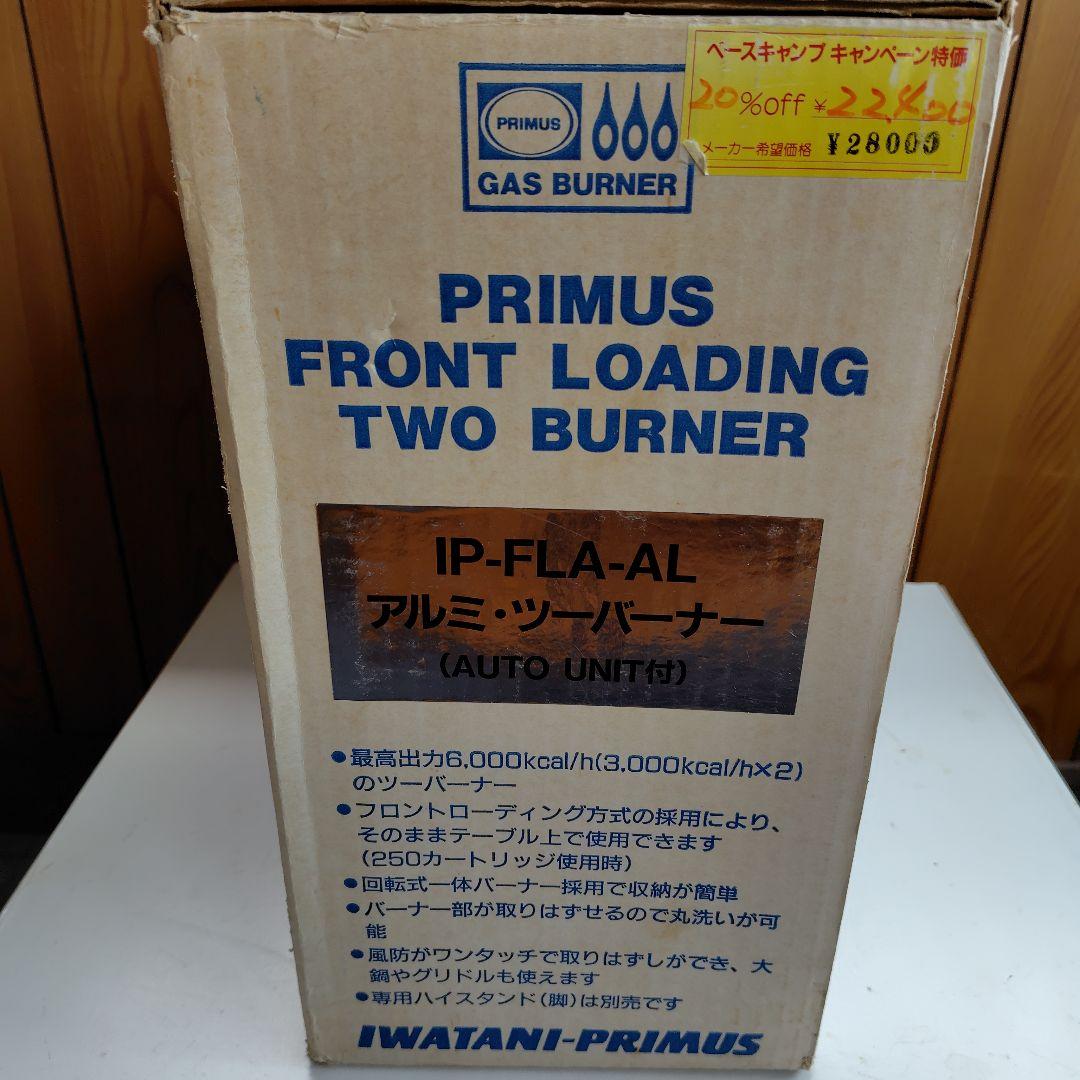 ベースキャンプ キャンペーン特価
20%off ¥22,400
メーカー希望価格 ¥28000
PRIMUS
GAS BURNER
PRIMUS
FRONT LOADING
TWO BURNER
IP-FLA-AL
アルミ・ツーバーナー
(AUTO UNIT付)
●最高出力6,000kcal/h(3,000kcal/h×2)
のツーバーナー
●フロントローディング方式の採用により、
そのままテーブル上で使用できます
(250カートリッジ使用時)
●回転式一体バーナー採用で収納が簡単
●バーナー部が取りはずせるので丸洗いが可
能
●風防がワンタッチで取りはずしができ、大
鍋やグリドルも使えます
●専用ハイスタンド(脚)は別売です
IWATANI-PRIMUS